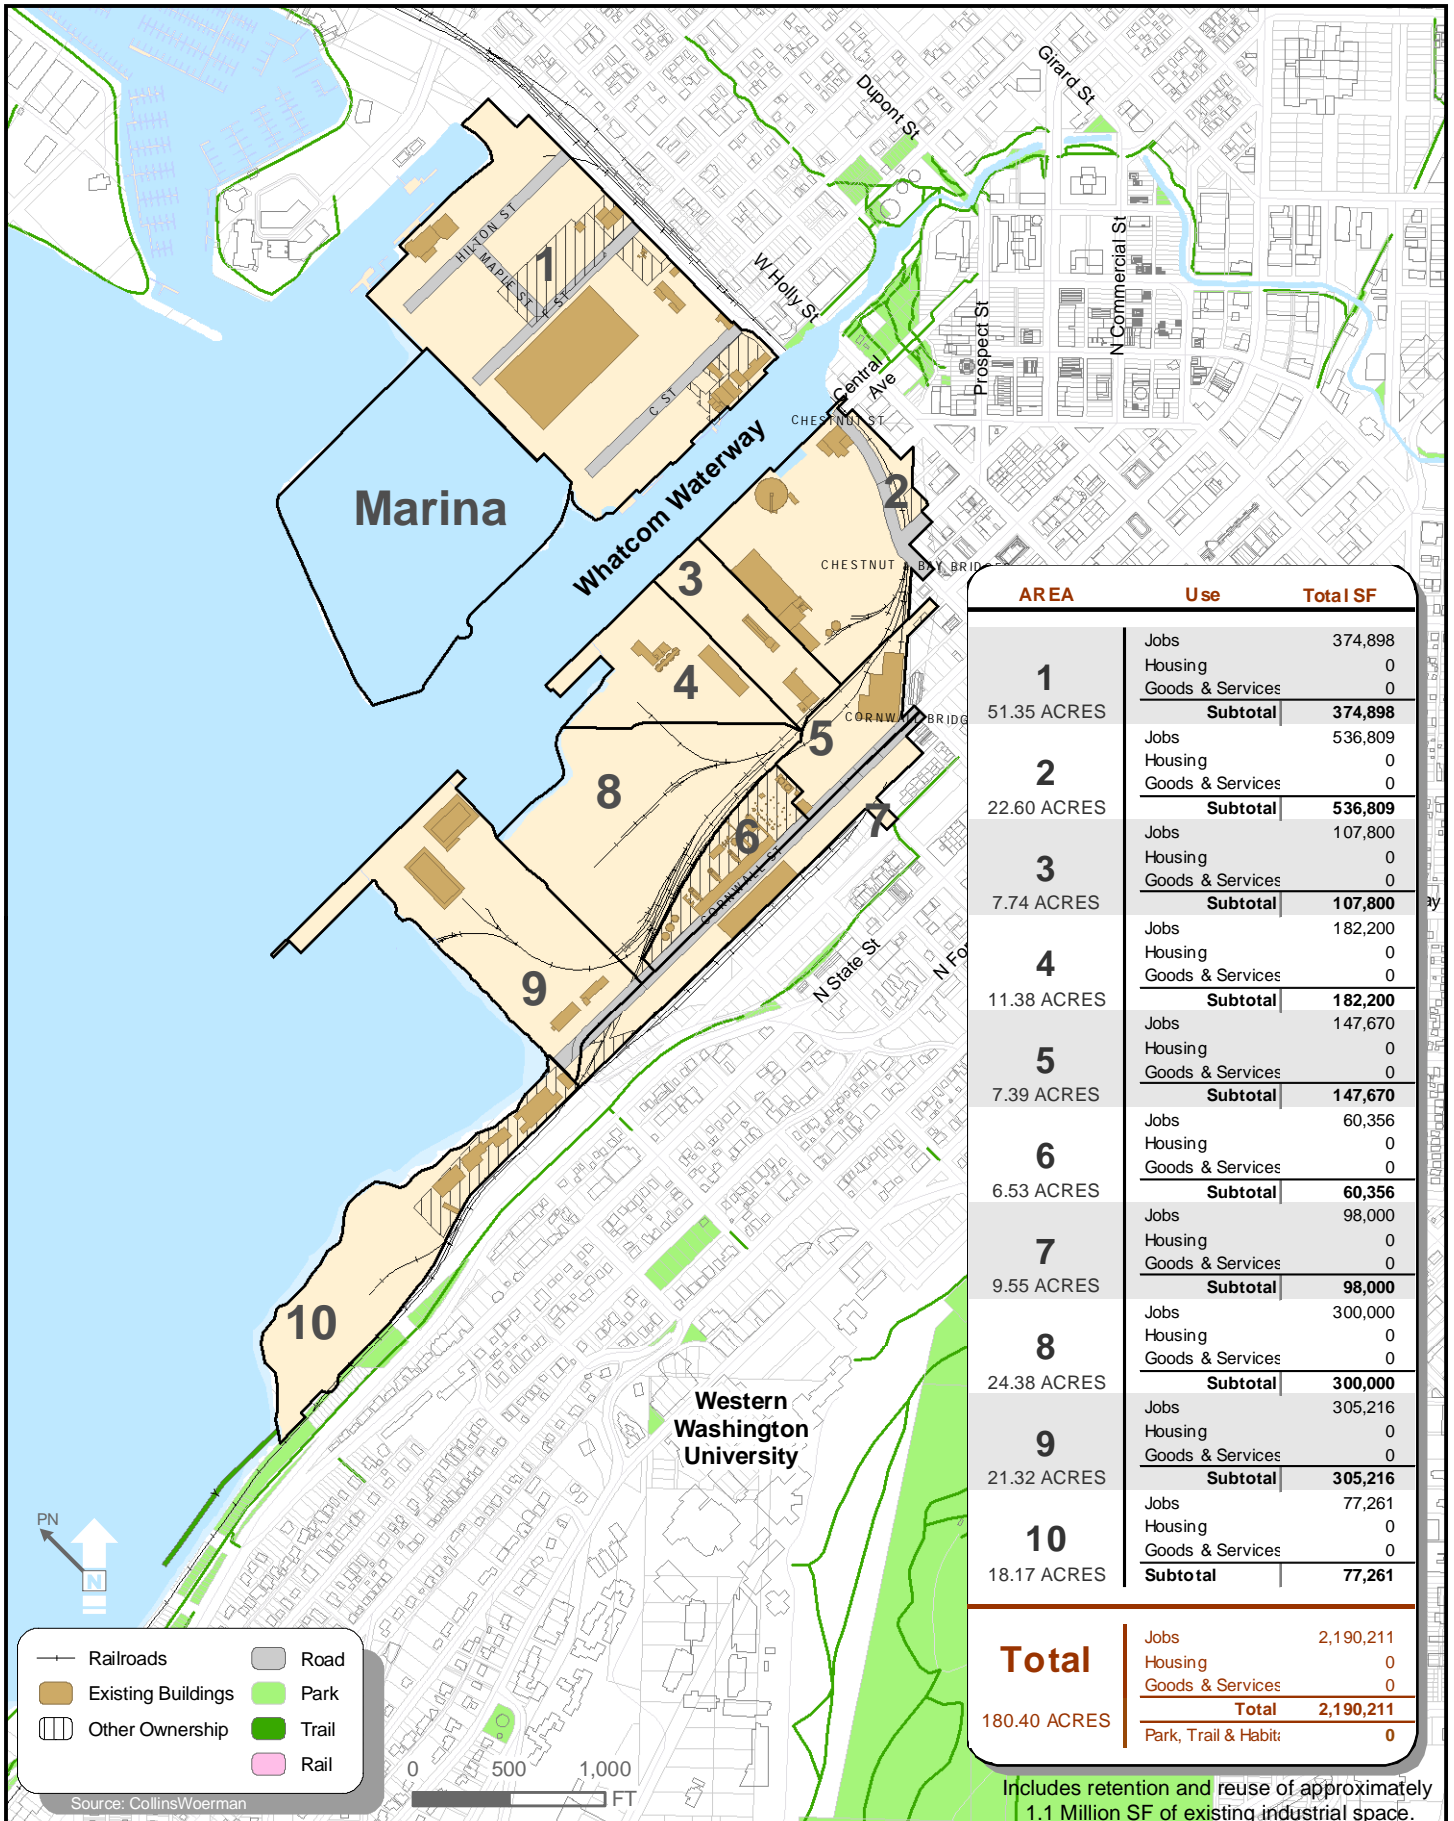 Girard St
Dupont St
W Holly St
N Commercial St
Prospect St
Central
Ave
HILTON ST
MAPLE ST
1
F ST
C ST
CHESTNUT ST
Marina
Whatcom Waterway
2
CHESTNUT
BAY BRIDGE
3
4
5
CORNWALL BRIDG
8
6
7
CORNWALL ST
9
N State St
N For
10
Western
Washington
University
AREA Use Total SF
1
51.35 ACRES
Jobs 374,898
Housing 0
Goods & Services 0
Subtotal 374,898
2
22.60 ACRES
Jobs 536,809
Housing 0
Goods & Services 0
Subtotal 536,809
3
7.74 ACRES
Jobs 107,800
Housing 0
Goods & Services 0
Subtotal 107,800
4
11.38 ACRES
Jobs 182,200
Housing 0
Goods & Services 0
Subtotal 182,200
5
7.39 ACRES
Jobs 147,670
Housing 0
Goods & Services 0
Subtotal 147,670
6
6.53 ACRES
Jobs 60,356
Housing 0
Goods & Services 0
Subtotal 60,356
7
9.55 ACRES
Jobs 98,000
Housing 0
Goods & Services 0
Subtotal 98,000
8
24.38 ACRES
Jobs 300,000
Housing 0
Goods & Services 0
Subtotal 300,000
9
21.32 ACRES
Jobs 305,216
Housing 0
Goods & Services 0
Subtotal 305,216
10
18.17 ACRES
Jobs 77,261
Housing 0
Goods & Services 0
Subtotal 77,261
Total
180.40 ACRES
Jobs 2,190,211
Housing 0
Goods & Services 0
Total 2,190,211
Park, Trail & Habita 0
ay
PN
N
Railroads
Existing Buildings
Other Ownership
Road
Park
Trail
Rail
Source: CollinsWoerman
0 500 1,000
FT
Includes retention and reuse of approximately
1.1 Million SF of existing industrial space.